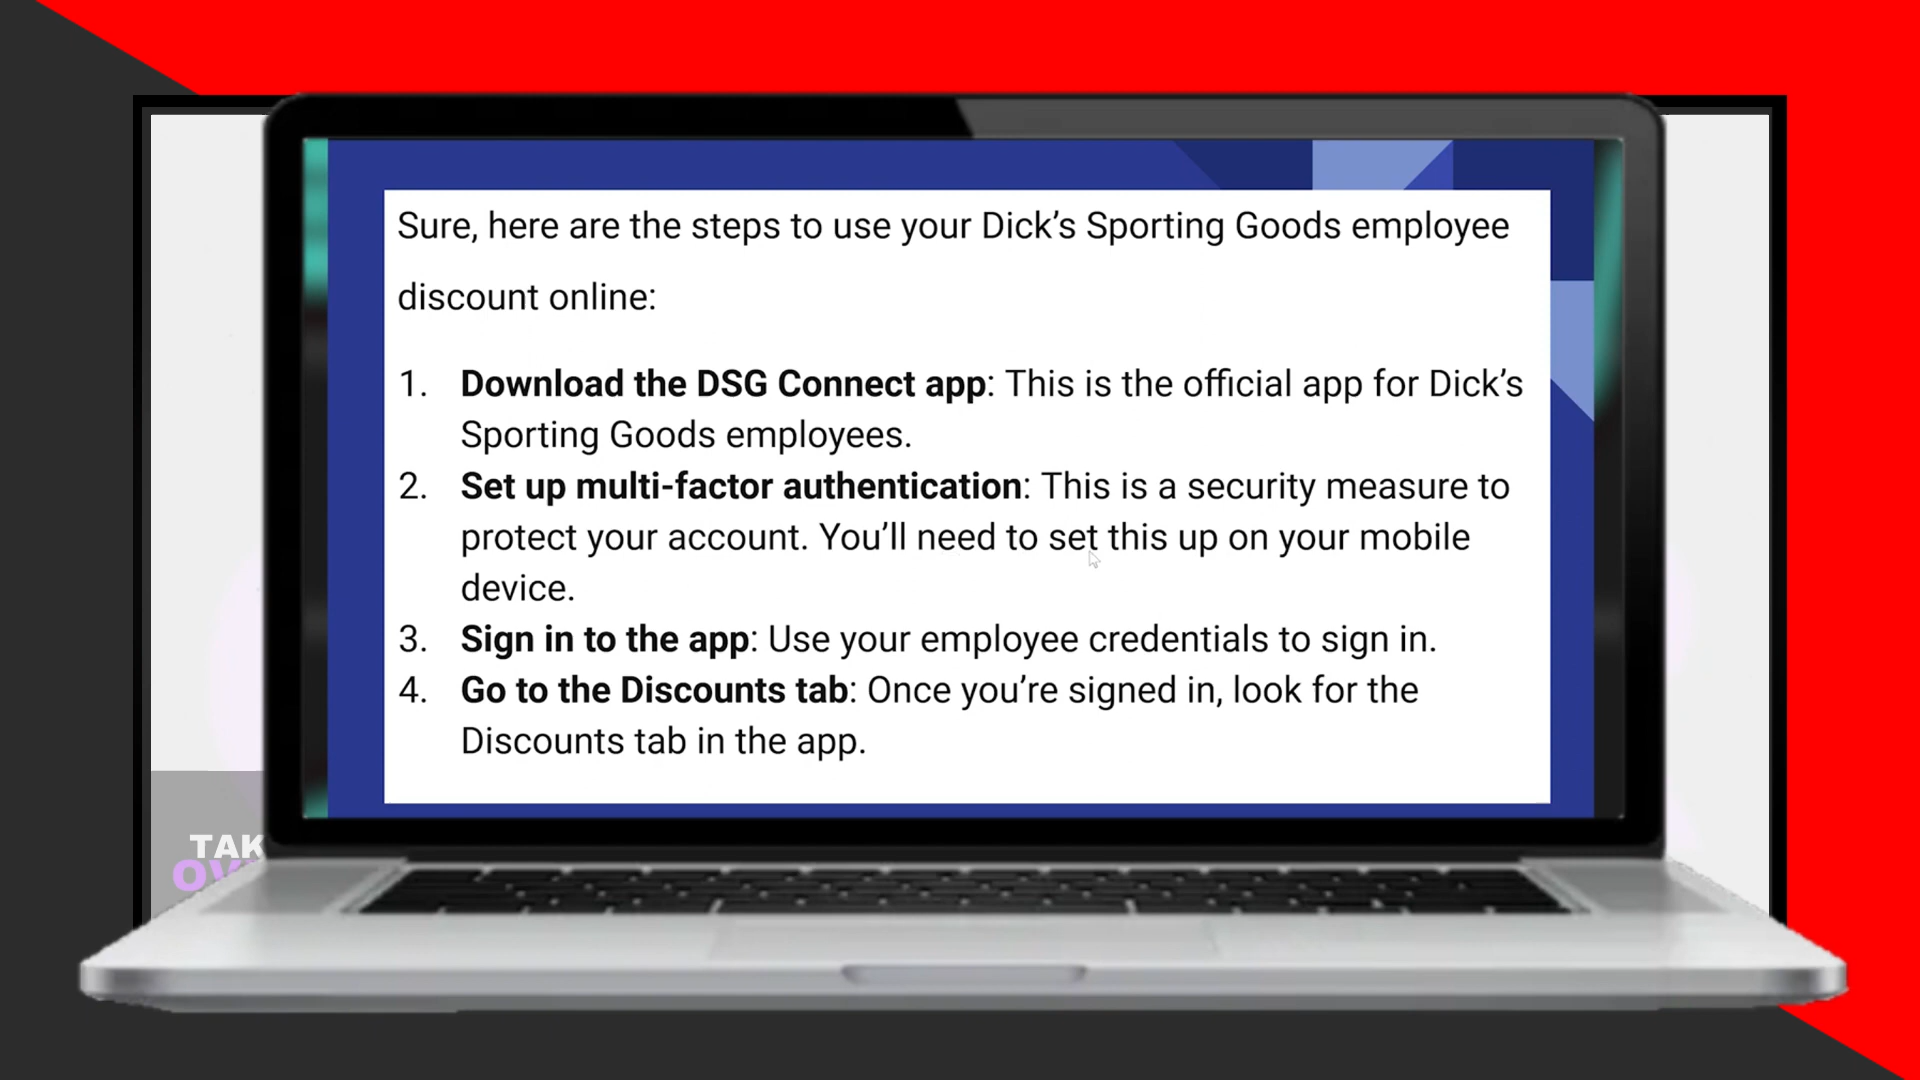 Sure, here are the steps to use your Dick’s Sporting Goods employee
discount online:
1. Download the DSG Connect app: This is the official app for Dick’s
Sporting Goods employees.
2. Set up multi-factor authentication: This is a security measure to
protect your account. You’ll need to set this up on your mobile
device.
3. Sign in to the app: Use your employee credentials to sign in.
4. Go to the Discounts tab: Once you’re signed in, look for the
Discounts tab in the app.
TAK